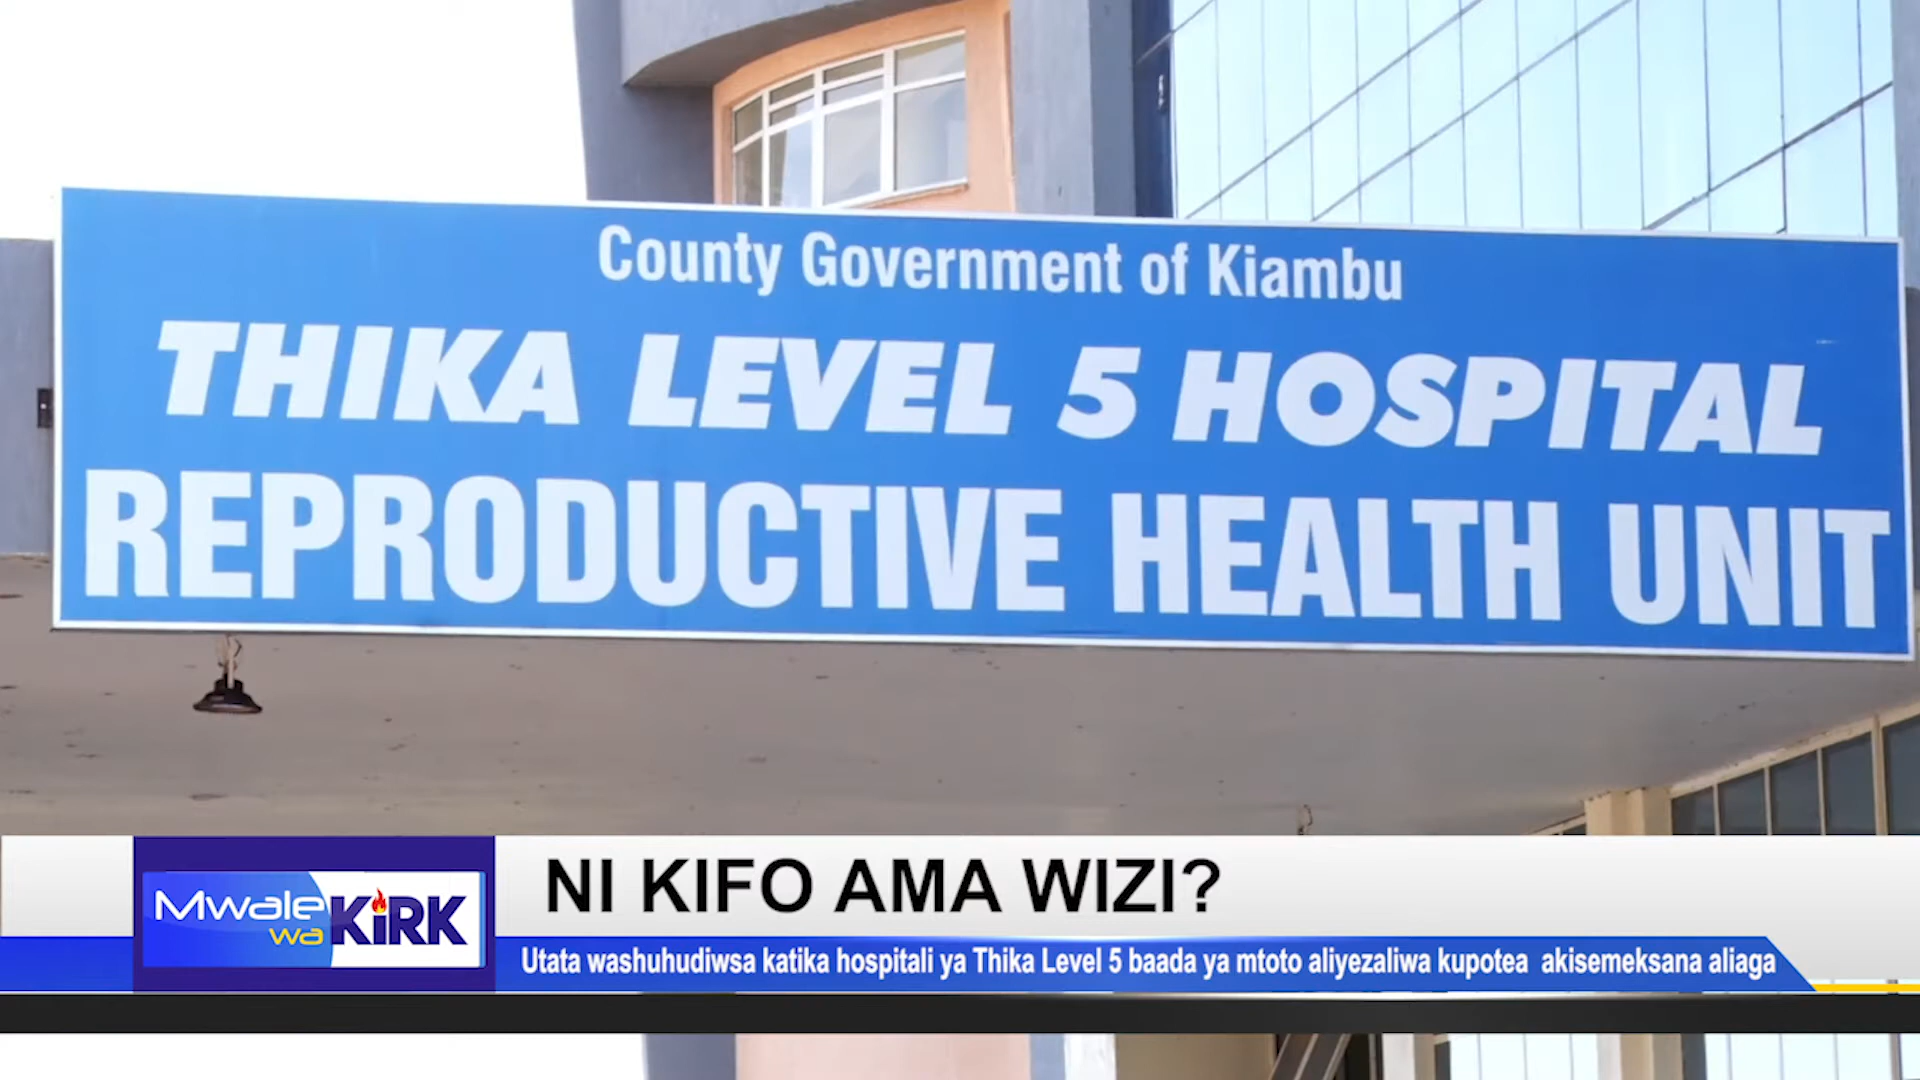 County Government of Kiambu
THIKA LEVEL 5 HOSPITAL
REPRODUCTIVE HEALTH UNIT
NI KIFO AMA WIZI?
Mwale
wa
KiRK
Utata washuhudiwsa katika hospitali ya Thika Level 5 baada ya mtoto aliyezaliwa kupotea akisemeksana aliaga